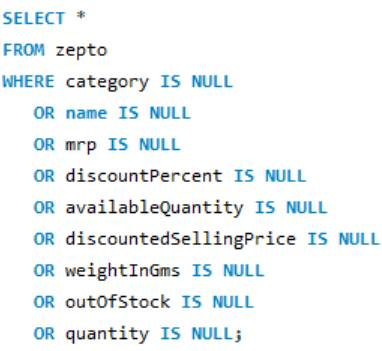 SELECT *
FROM zepto
WHERE category IS NULL
OR name IS NULL
OR mrp IS NULL
OR discountPercent IS NULL
OR availableQuantity IS NULL
OR discountedSellingPrice IS NULL
OR weightInGms IS NULL
OR outOfStock IS NULL
OR quantity IS NULL;